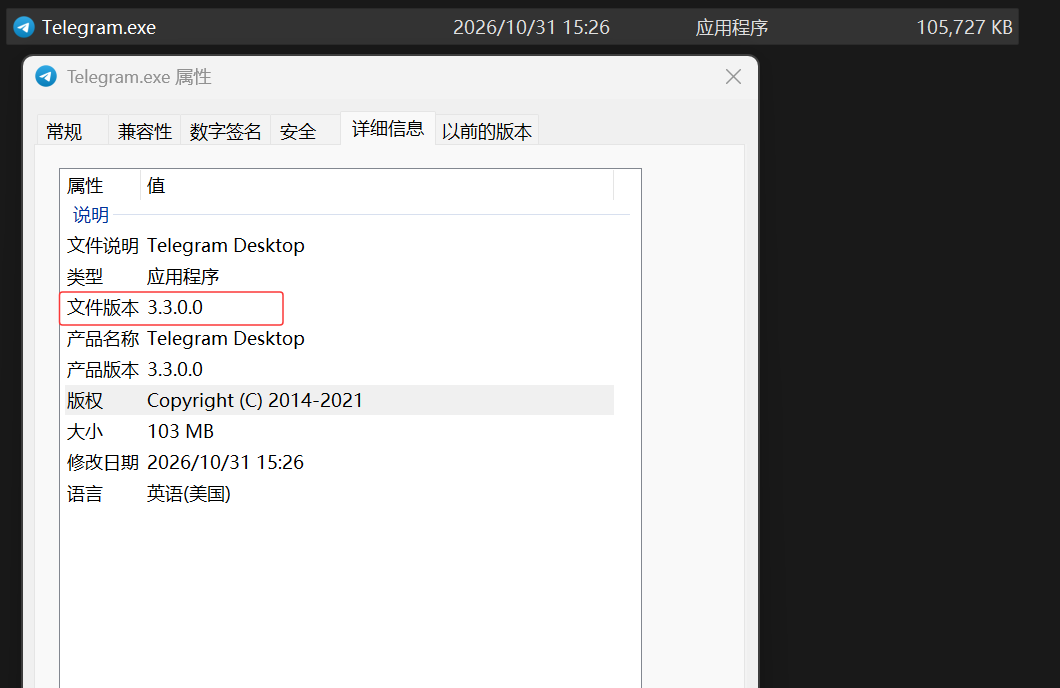 Telegram.exe 2026/10/31 15:26 应用程序 105,727 KB
Telegram.exe 属性
常规 兼容性 数字签名 安全 详细信息 以前的版本
属性 值
说明
文件说明 Telegram Desktop
类型 应用程序
文件版本 3.3.0.0
产品名称 Telegram Desktop
产品版本 3.3.0.0
版权 Copyright (C) 2014-2021
大小 103 MB
修改日期 2026/10/31 15:26
语言 英语(美国)